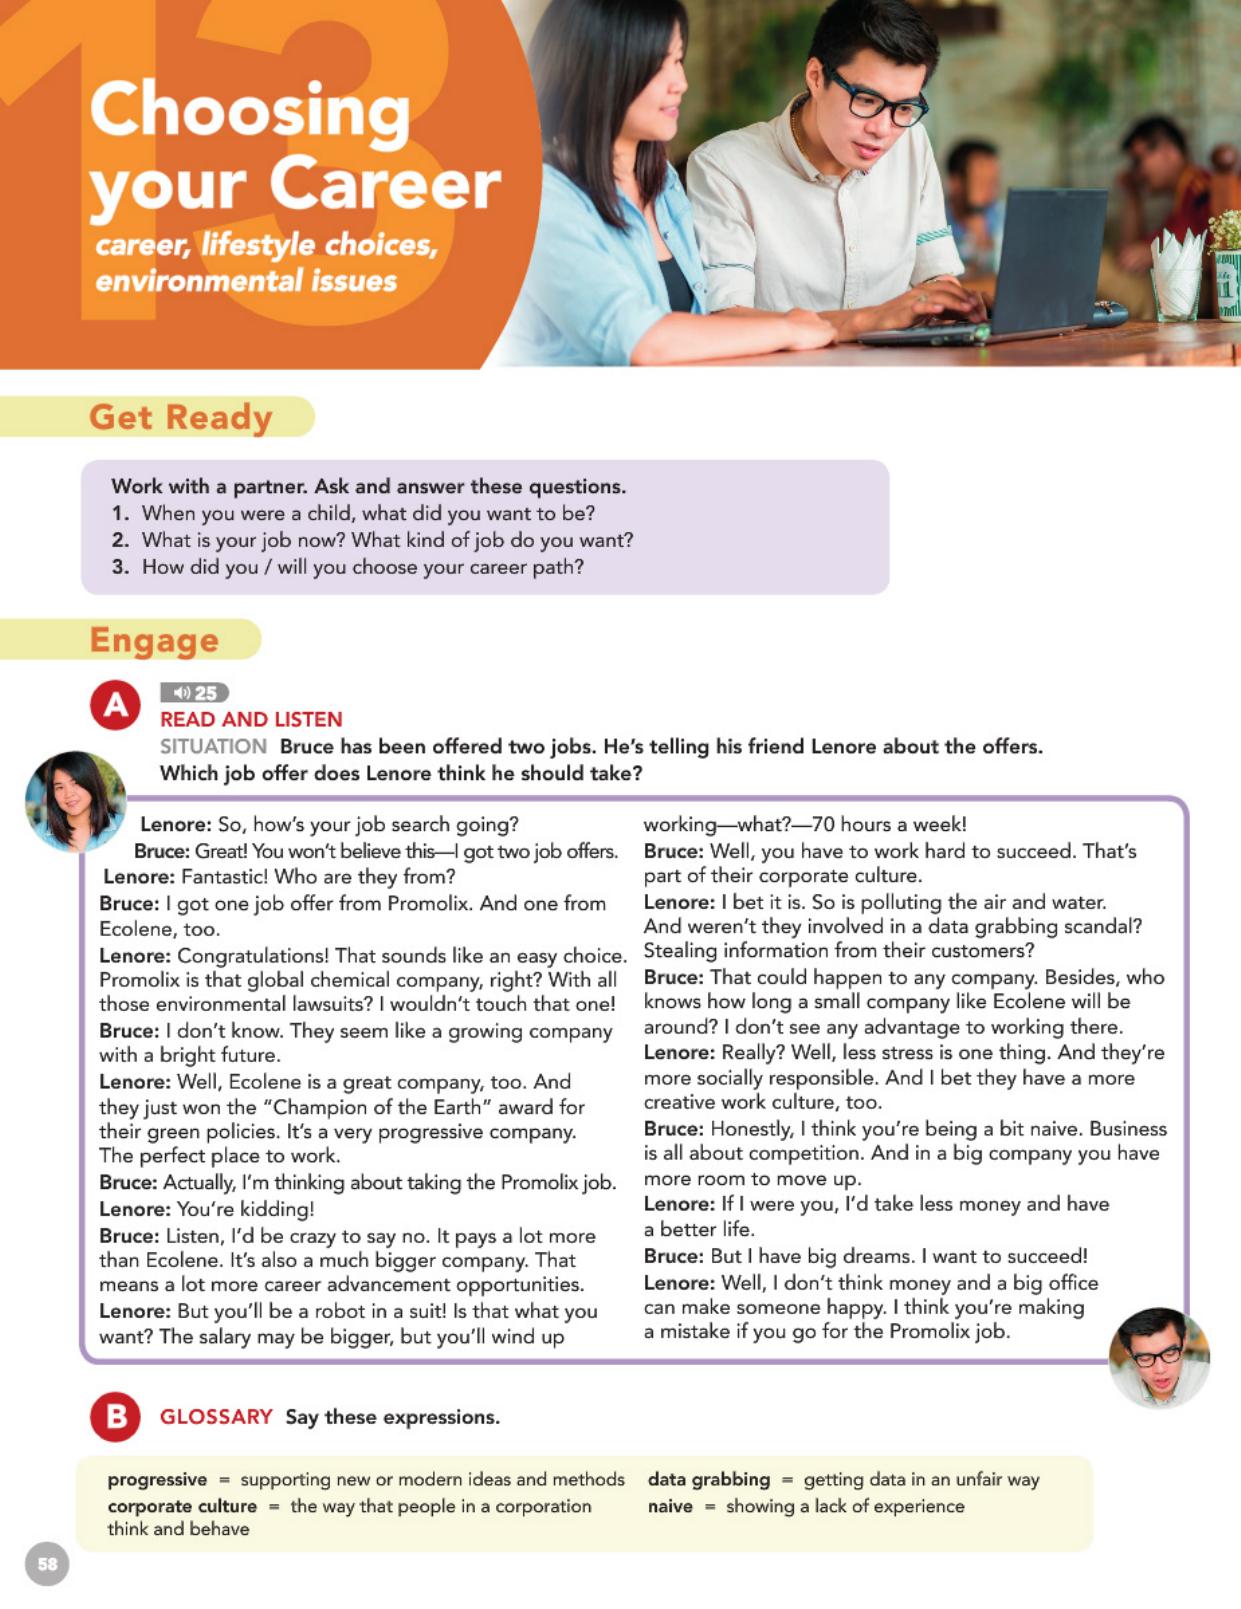 13
Choosing
your Career
career, lifestyle choices,
environmental issues
Get Ready
Work with a partner. Ask and answer these questions.
1. When you were a child, what did you want to be?
2. What is your job now? What kind of job do you want?
3. How did you / will you choose your career path?
Engage
A
25
READ AND LISTEN
SITUATION Bruce has been offered two jobs. He's telling his friend Lenore about the offers.
Which job offer does Lenore think he should take?
Lenore: So, how's your job search going?
Bruce: Great! You won't believe this—I got two job offers.
Lenore: Fantastic! Who are they from?
Bruce: I got one job offer from Promolix. And one from
Ecolene, too.
Lenore: Congratulations! That sounds like an easy choice.
Promolix is that global chemical company, right? With all
those environmental lawsuits? I wouldn't touch that one!
Bruce: I don't know. They seem like a growing company
with a bright future.
Lenore: Well, Ecolene is a great company, too. And
they just won the "Champion of the Earth" award for
their green policies. It's a very progressive company.
The perfect place to work.
Bruce: Actually, I'm thinking about taking the Promolix job.
Lenore: You're kidding!
Bruce: Listen, I'd be crazy to say no. It pays a lot more
than Ecolene. It's also a much bigger company. That
means a lot more career advancement opportunities.
Lenore: But you'll be a robot in a suit! Is that what you
want? The salary may be bigger, but you'll wind up
working—what?—70 hours a week!
Bruce: Well, you have to work hard to succeed. That's
part of their corporate culture.
Lenore: I bet it is. So is polluting the air and water.
And weren't they involved in a data grabbing scandal?
Stealing information from their customers?
Bruce: That could happen to any company. Besides, who
knows how long a small company like Ecolene will be
around? I don't see any advantage to working there.
Lenore: Really? Well, less stress is one thing. And they're
more socially responsible. And I bet they have a more
creative work culture, too.
Bruce: Honestly, I think you're being a bit naive. Business
is all about competition. And in a big company you have
more room to move up.
Lenore: If I were you, I'd take less money and have
a better life.
Bruce: But I have big dreams. I want to succeed!
Lenore: Well, I don't think money and a big office
can make someone happy. I think you're making
a mistake if you go for the Promolix job.
B
GLOSSARY Say these expressions.
progressive = supporting new or modern ideas and methods
corporate culture = the way that people in a corporation
think and behave
data grabbing = getting data in an unfair way
naive = showing a lack of experience
58